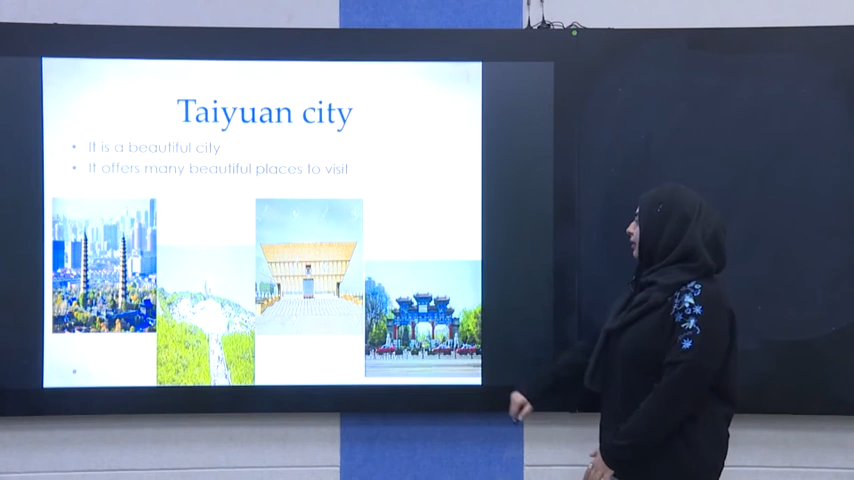 Taiyuan city
• It is a beautiful city
• It offers many beautiful places to visit